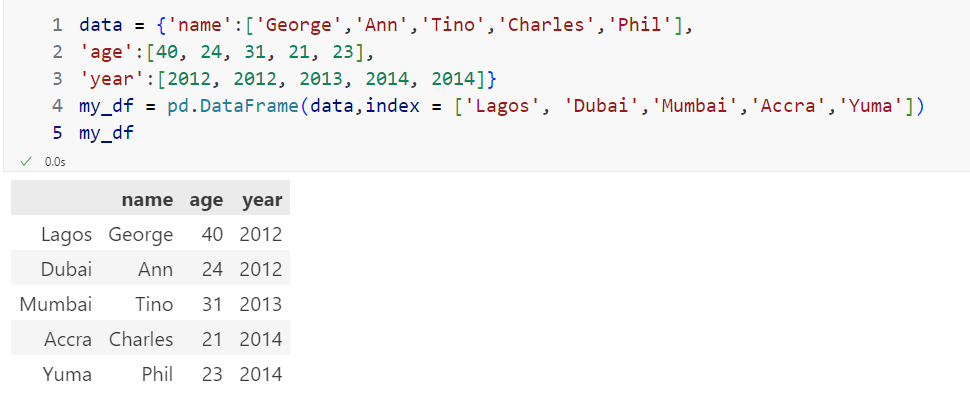 1 data = {'name':['George','Ann','Tino','Charles','Phil'],
2 'age':[40, 24, 31, 21, 23],
3 'year':[2012, 2012, 2013, 2014, 2014]}
4 my_df = pd.DataFrame(data,index = ['Lagos', 'Dubai','Mumbai','Accra','Yuma'])
5 my_df
0.0s
name age year
Lagos George 40 2012
Dubai Ann 24 2012
Mumbai Tino 31 2013
Accra Charles 21 2014
Yuma Phil 23 2014